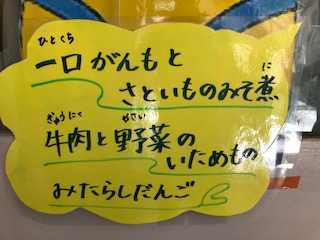 ひとくち
一口がんもと
に
さといものみそ煮
ぎゅうにく やさい
牛肉と野菜の
いためもの
みたらしだんご